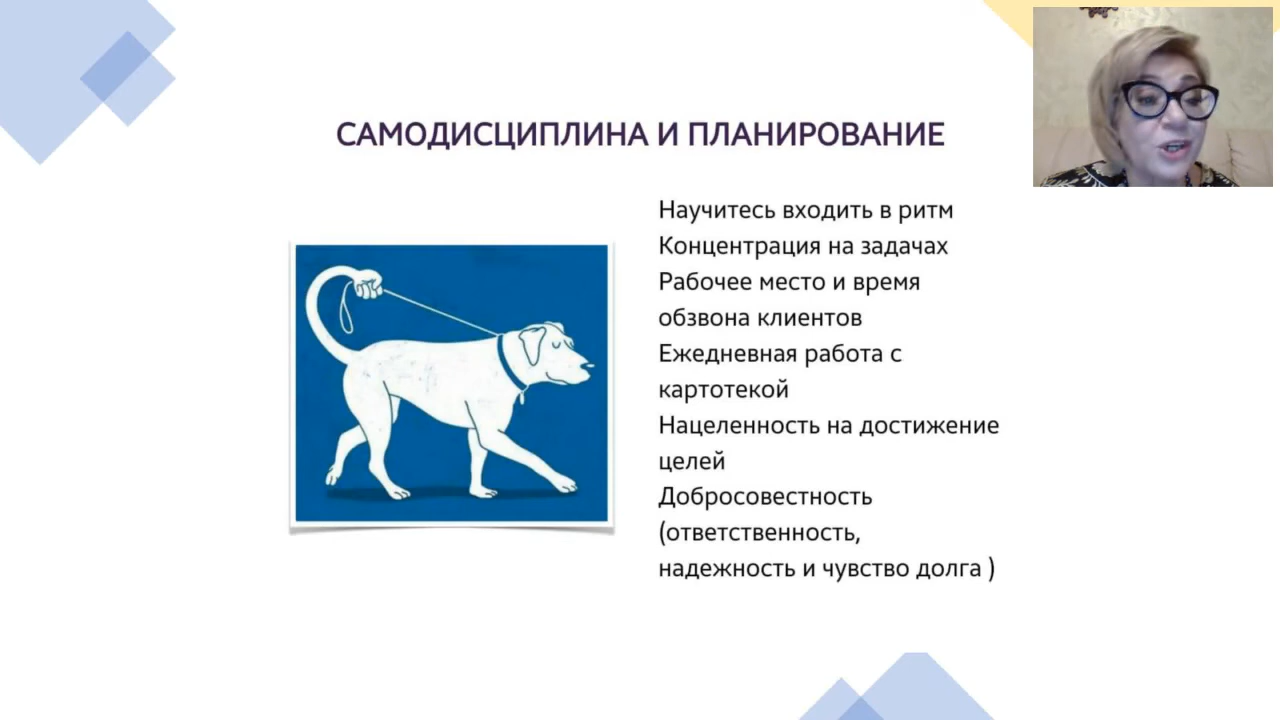 САМОДИСЦИПЛИНА И ПЛАНИРОВАНИЕ
Научитесь входить в ритм
Концентрация на задачах
Рабочее место и время
обзвона клиентов
Ежедневная работа с
картотекой
Нацеленность на достижение
целей
Добросовестность
(ответственность,
надежность и чувство долга )